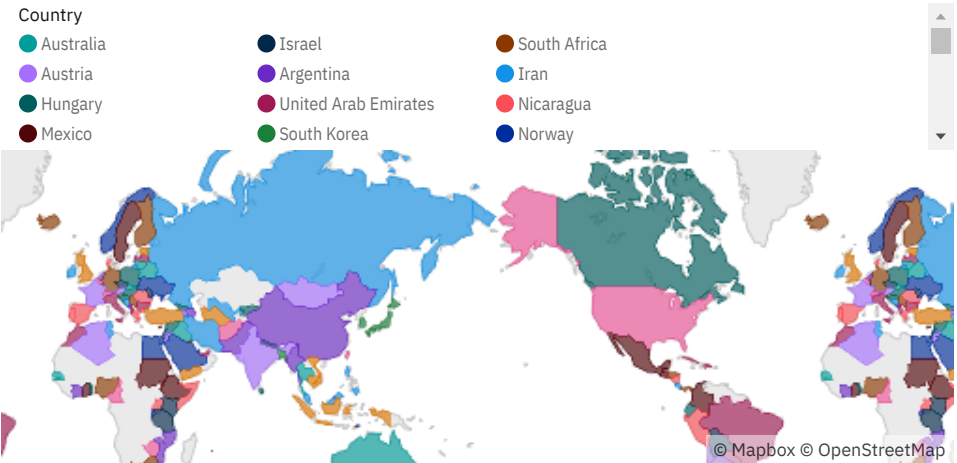 Country
Australia Israel South Africa
Austria Argentina Iran
Hungary United Arab Emirates Nicaragua
Mexico South Korea Norway
© Mapbox © OpenStreetMap